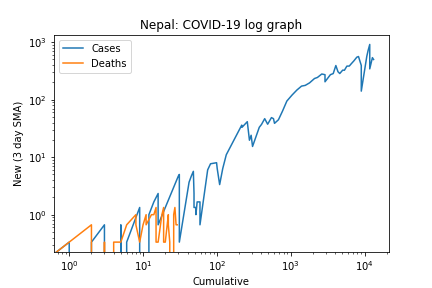 Nepal: COVID-19 log graph
Cases
Deaths
New (3 day SMA)
10³
10²
10¹
10⁰
10⁰ 10¹ 10² 10³ 10⁴
Cumulative